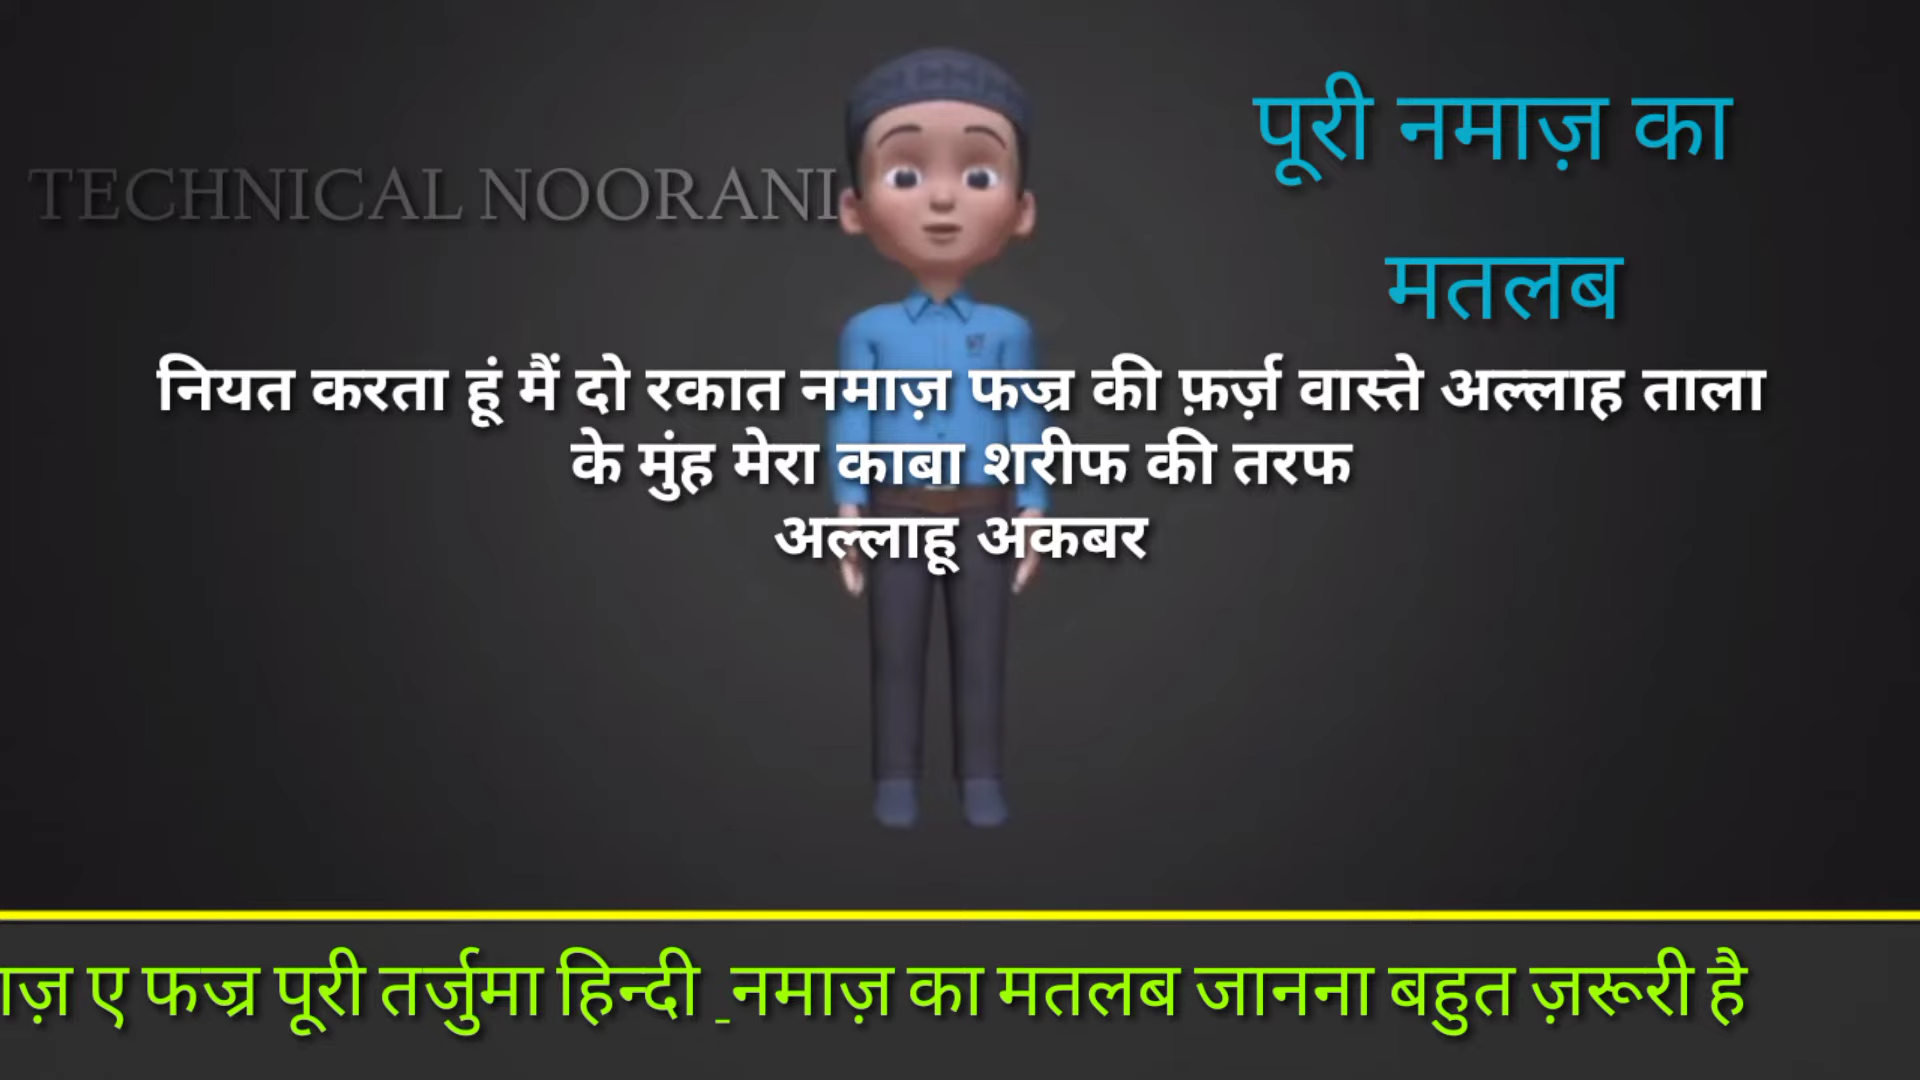 पूरी नमाज़ का
मतलब
TECHNICAL NOORANI
नियत करता हूं मैं दो रकात नमाज़ फज्र की फ़र्ज़ वास्ते अल्लाह ताला
के मुंह मेरा काबा शरीफ की तरफ
अल्लाहू अकबर
ए फज्र पूरी तर्जुमा हिन्दी _नमाज़ का मतलब जानना बहुत ज़रूरी है